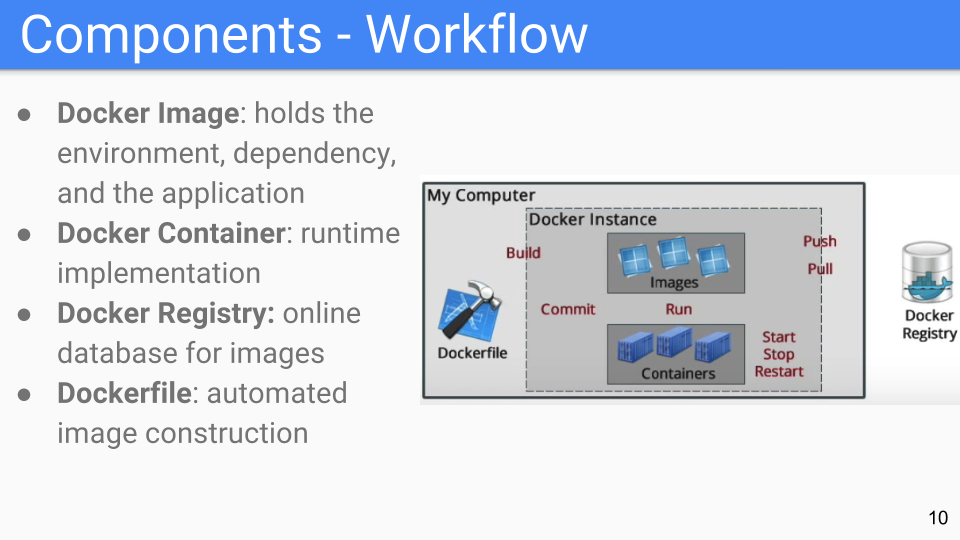 Components - Workflow
● Docker Image: holds the
environment, dependency,
and the application
● Docker Container: runtime
implementation
● Docker Registry: online
database for images
● Dockerfile: automated
image construction
My Computer
Docker Instance
Build
Images
Push
Pull
Commit
Run
Dockerfile
Containers
Start
Stop
Restart
Docker
Registry
10